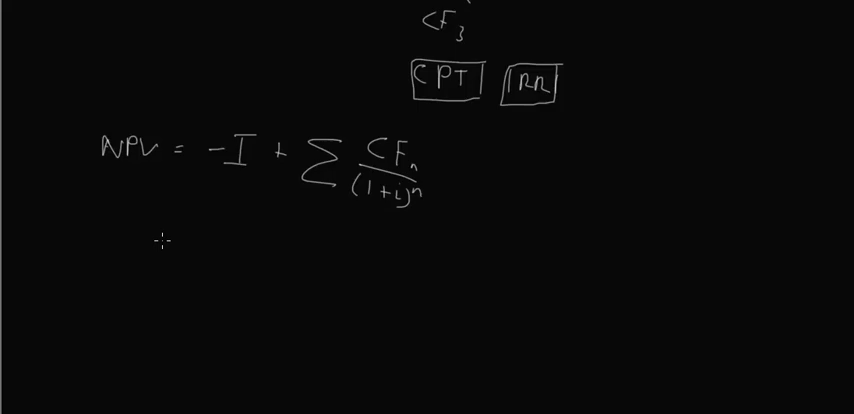 CF₃
CPT IRR
NPV = -I + ∑ CFₙ/(1+i)ⁿ